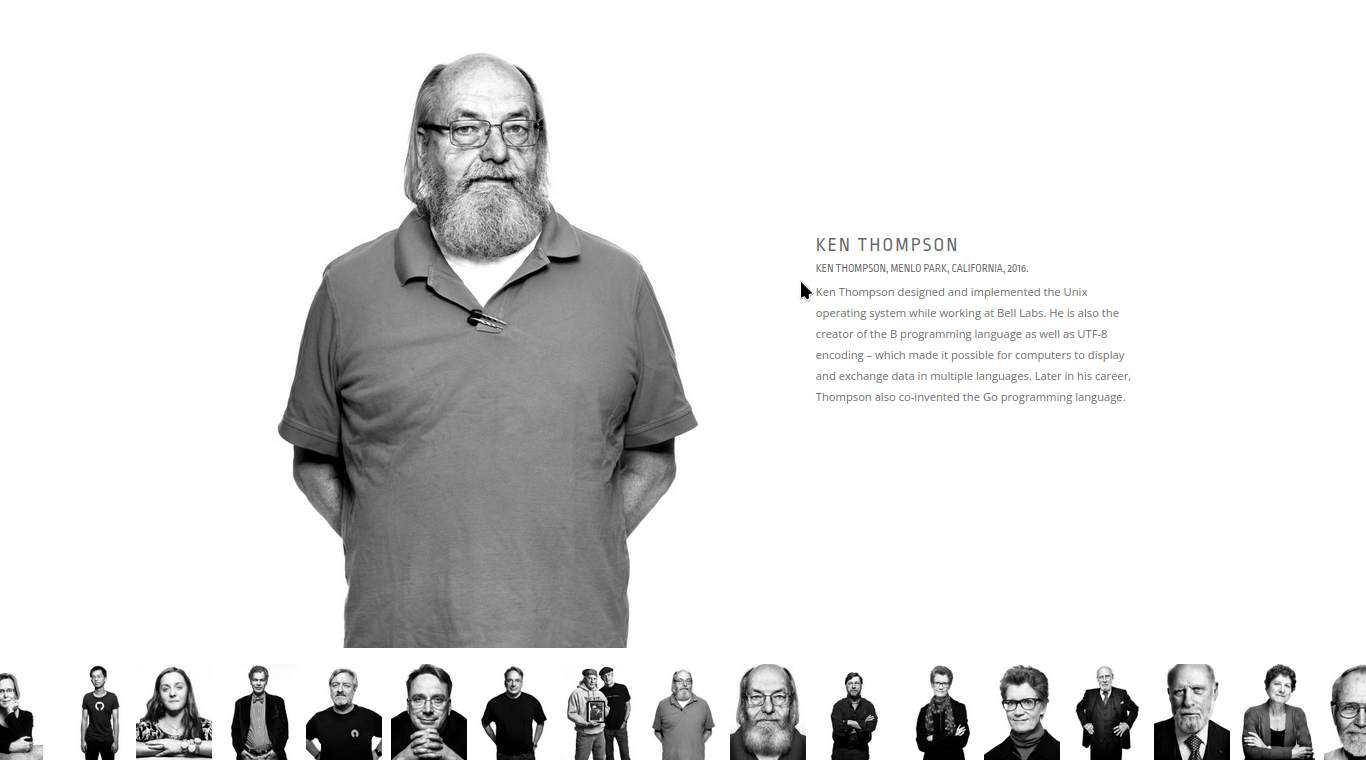 KEN THOMPSON
KEN THOMPSON, MENLO PARK, CALIFORNIA, 2016.
Ken Thompson designed and implemented the Unix
operating system while working at Bell Labs. He is also the
creator of the B programming language as well as UTF-8
encoding – which made it possible for computers to display
and exchange data in multiple languages. Later in his career,
Thompson also co-invented the Go programming language.